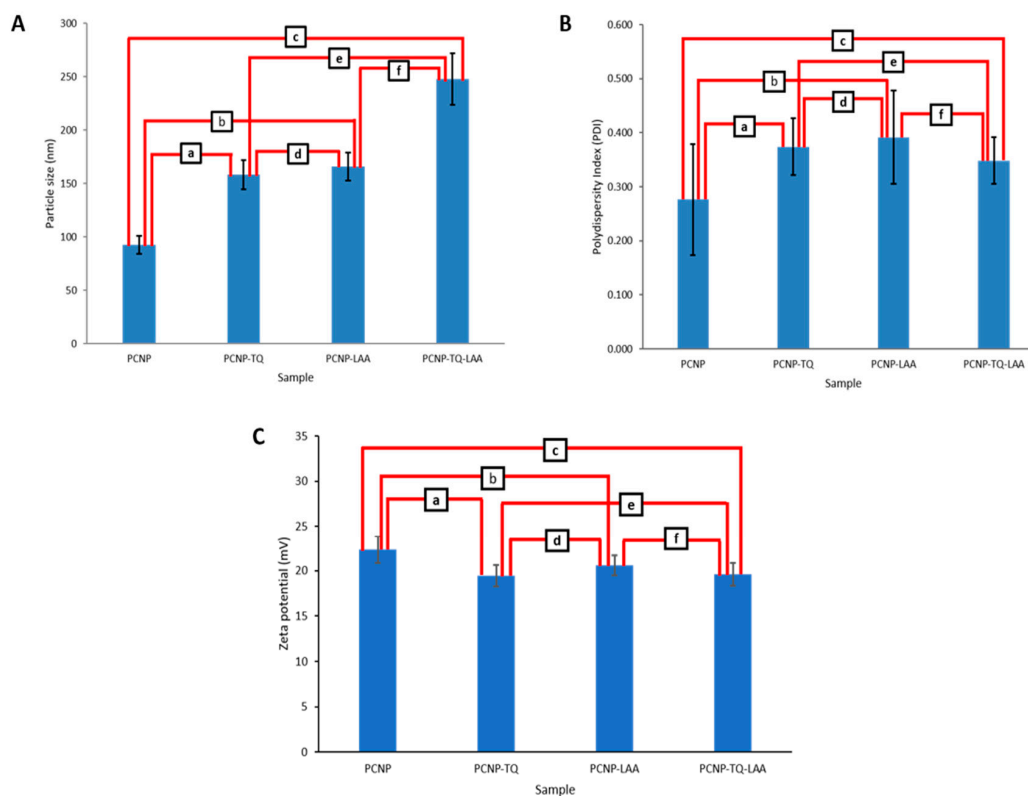 A
300
250
200
150
100
50
0
Particle size (nm)
c
e
f
b
a
d
PCNP PCNP-TQ PCNP-LAA PCNP-TQ-LAA
Sample
B
0.600
0.500
0.400
0.300
0.200
0.100
0.000
Polydispersity Index (PDI)
c
e
b
d
a
f
PCNP PCNP-TQ PCNP-LAA PCNP-TQ-LAA
Sample
C
35
30
25
20
15
10
5
0
Zeta potential (mV)
c
b
a
e
d
f
PCNP PCNP-TQ PCNP-LAA PCNP-TQ-LAA
Sample